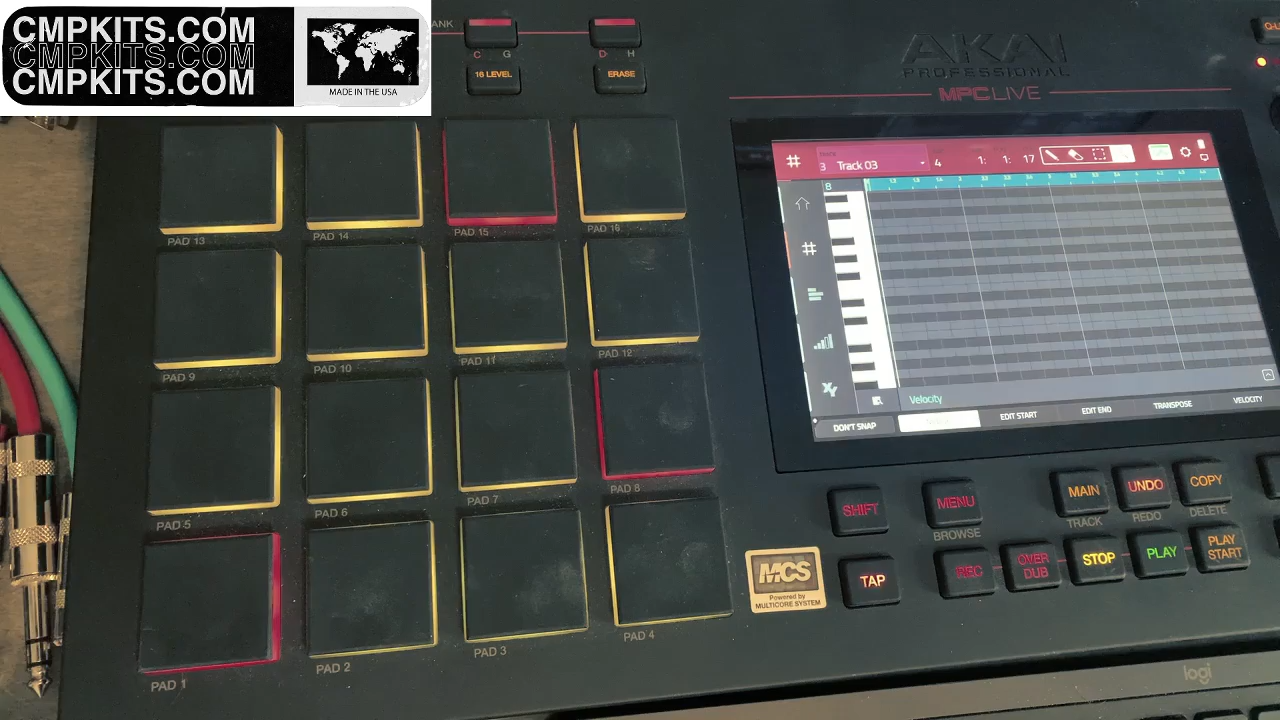 CMPKITS.COM
CMPKITS.COM
CMPKITS.COM
MADE IN THE USA
ANK
C G
D H
16 LEVEL
ERASE
AKAI
PROFESSIONAL
MPC LIVE
3 Track 03
4
1: 1: 17
B
PAD 13
PAD 14
PAD 15
PAD 16
PAD 9
PAD 10
PAD 11
PAD 12
PAD 5
PAD 6
PAD 7
PAD 8
PAD 1
PAD 2
PAD 3
PAD 4
XY
Velocity
DON'T SNAP
EDIT START
EDIT END
TRANSPOSE
VELOCITY
SHIFT
MENU
BROWSE
MAIN
TRACK
UNDO
REDO
COPY
DELETE
TAP
REC
OVER
DUB
STOP
PLAY
PLAY
START
MCS
Powered by
MULTICORE SYSTEM
logi